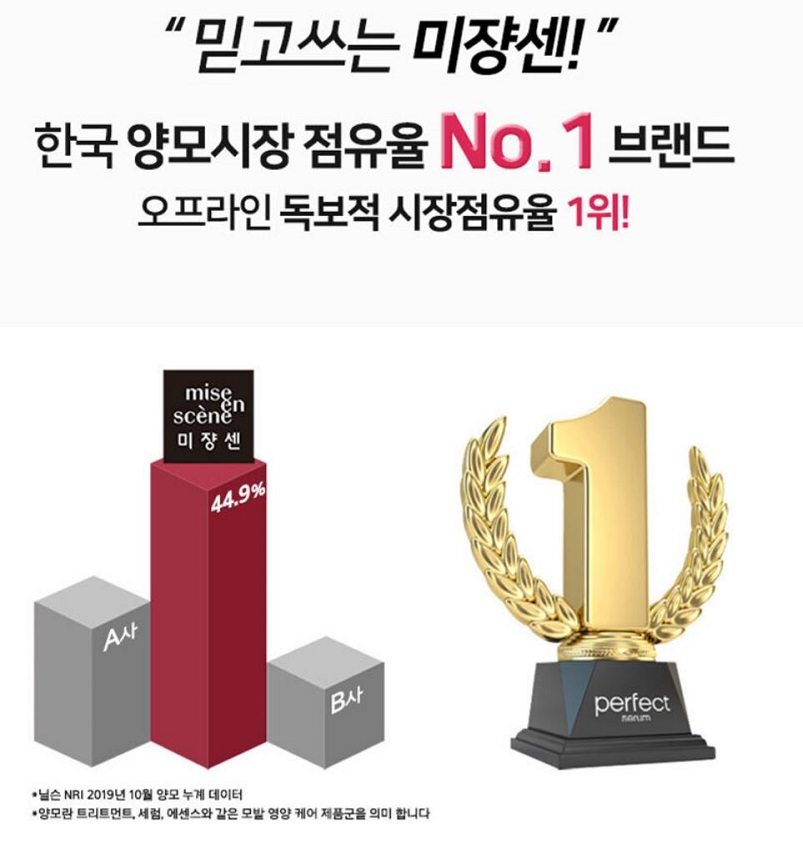 “믿고쓰는 미쟝센!”
한국 양모시장 점유율 No.1 브랜드
오프라인 독보적 시장점유율 1위!
mise
en
scène
미쟝센
44.9%
A사
B사
1
perfect
serum
*닐슨 NRI 2019년 10월 양모 누계 데이터
*양모란 트리트먼트, 세럼, 에센스와 같은 모발 영양 케어 제품군을 의미 합니다